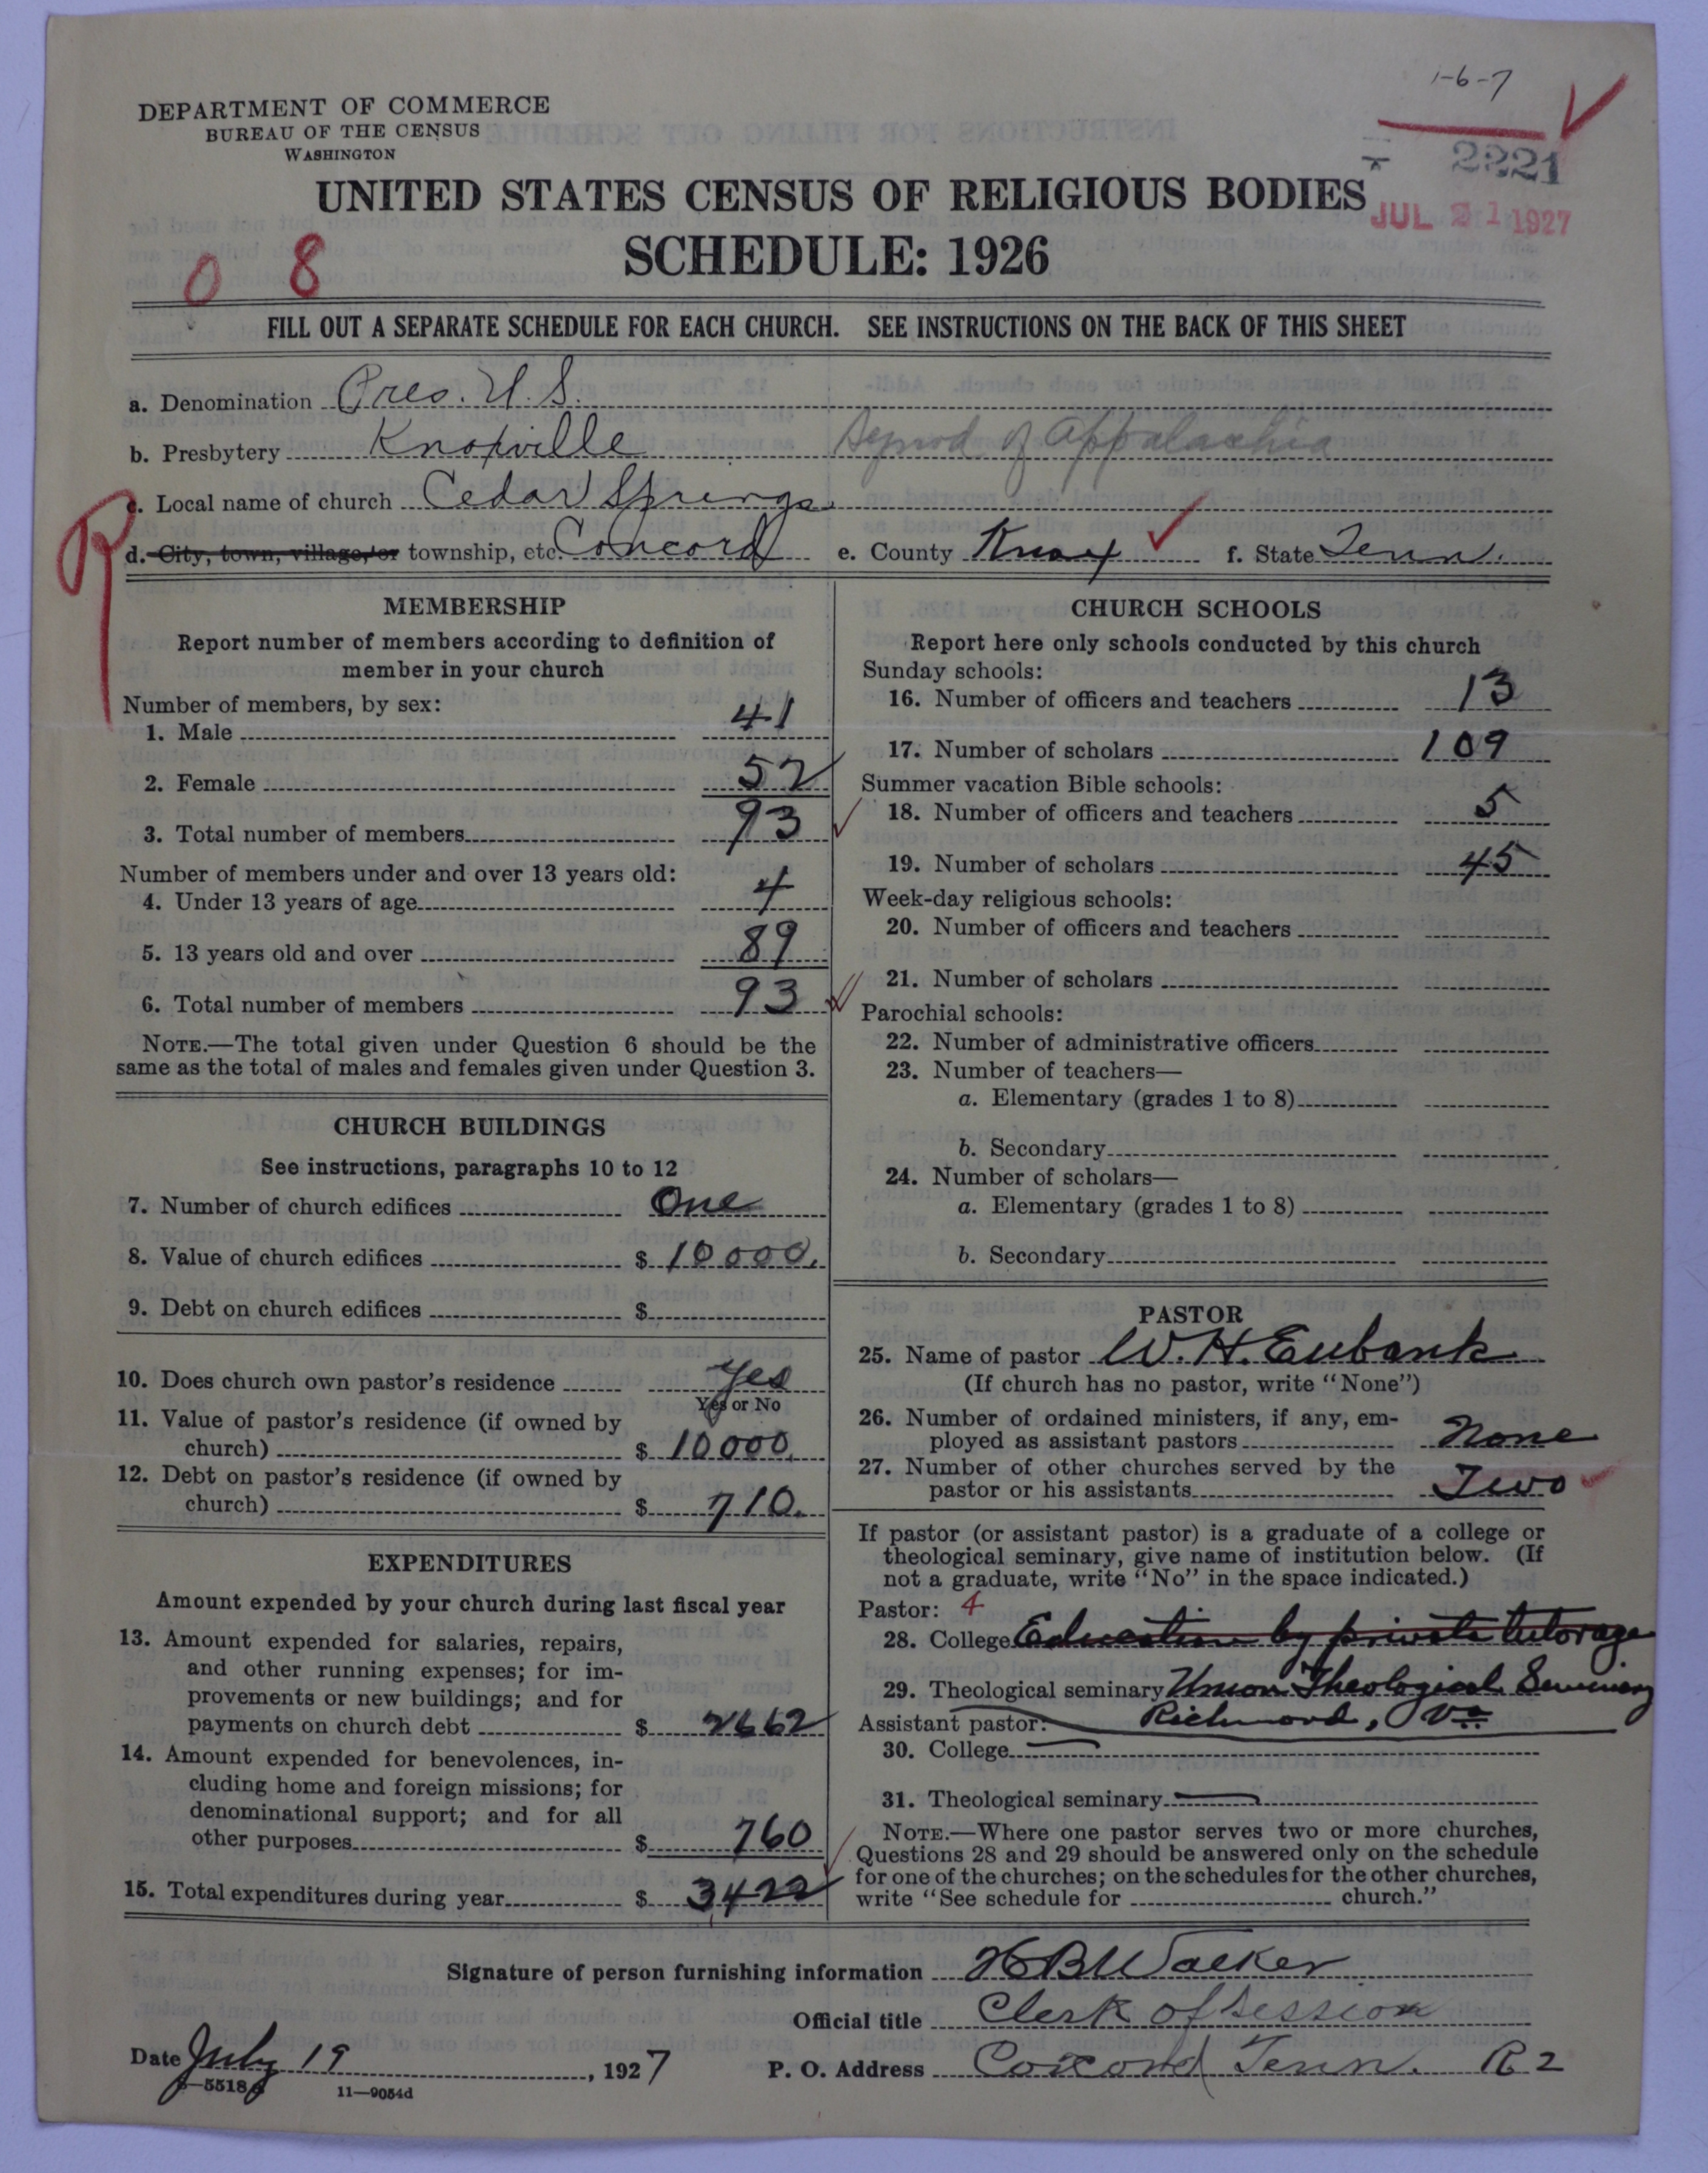 1-6-7
DEPARTMENT OF COMMERCE
BUREAU OF THE CENSUS
WASHINGTON
2221
UNITED STATES CENSUS OF RELIGIOUS BODIES
JUL 21 1927
SCHEDULE: 1926
0 8
FILL OUT A SEPARATE SCHEDULE FOR EACH CHURCH. SEE INSTRUCTIONS ON THE BACK OF THIS SHEET
a. Denomination Pres. U.S.
b. Presbytery Knoxville Synod of Appalachia
R
c. Local name of church Cedar Springs
d. City, town, village, or township, etc. Concord e. County Knox f. State Tenn.
MEMBERSHIP
Report number of members according to definition of
member in your church
Number of members, by sex:
1. Male 41
2. Female 52
3. Total number of members 93
Number of members under and over 13 years old:
4. Under 13 years of age 4
5. 13 years old and over 89
6. Total number of members 93
NOTE.—The total given under Question 6 should be the
same as the total of males and females given under Question 3.
CHURCH BUILDINGS
See instructions, paragraphs 10 to 12
7. Number of church edifices One
8. Value of church edifices $ 10000.
9. Debt on church edifices $
10. Does church own pastor's residence Yes
Yes or No
11. Value of pastor's residence (if owned by
church) $ 10000.
12. Debt on pastor's residence (if owned by
church) $ 710.
EXPENDITURES
Amount expended by your church during last fiscal year
13. Amount expended for salaries, repairs,
and other running expenses; for im-
provements or new buildings; and for
payments on church debt $ 2662
14. Amount expended for benevolences, in-
cluding home and foreign missions; for
denominational support; and for all
other purposes $ 760
15. Total expenditures during year $ 3422
CHURCH SCHOOLS
Report here only schools conducted by this church
Sunday schools:
16. Number of officers and teachers 13
17. Number of scholars 109
Summer vacation Bible schools:
18. Number of officers and teachers 5
19. Number of scholars 45
Week-day religious schools:
20. Number of officers and teachers
21. Number of scholars
Parochial schools:
22. Number of administrative officers
23. Number of teachers—
a. Elementary (grades 1 to 8)
b. Secondary
24. Number of scholars—
a. Elementary (grades 1 to 8)
b. Secondary
PASTOR
25. Name of pastor W. H. Eubank
(If church has no pastor, write "None")
26. Number of ordained ministers, if any, em-
ployed as assistant pastors None
27. Number of other churches served by the
pastor or his assistants Two
If pastor (or assistant pastor) is a graduate of a college or
theological seminary, give name of institution below. (If
not a graduate, write "No" in the space indicated.)
Pastor: 4
28. College Education by private tutorage
29. Theological seminary Union Theological Seminary
Assistant pastor: Richmond, Va
30. College
31. Theological seminary
NOTE.—Where one pastor serves two or more churches,
Questions 28 and 29 should be answered only on the schedule
for one of the churches; on the schedules for the other churches,
write "See schedule for church."
Signature of person furnishing information H B Walker
Official title Clerk of Session
Date July 19, 1927 P. O. Address Concord Tenn. R 2
8—5518
11—9054d